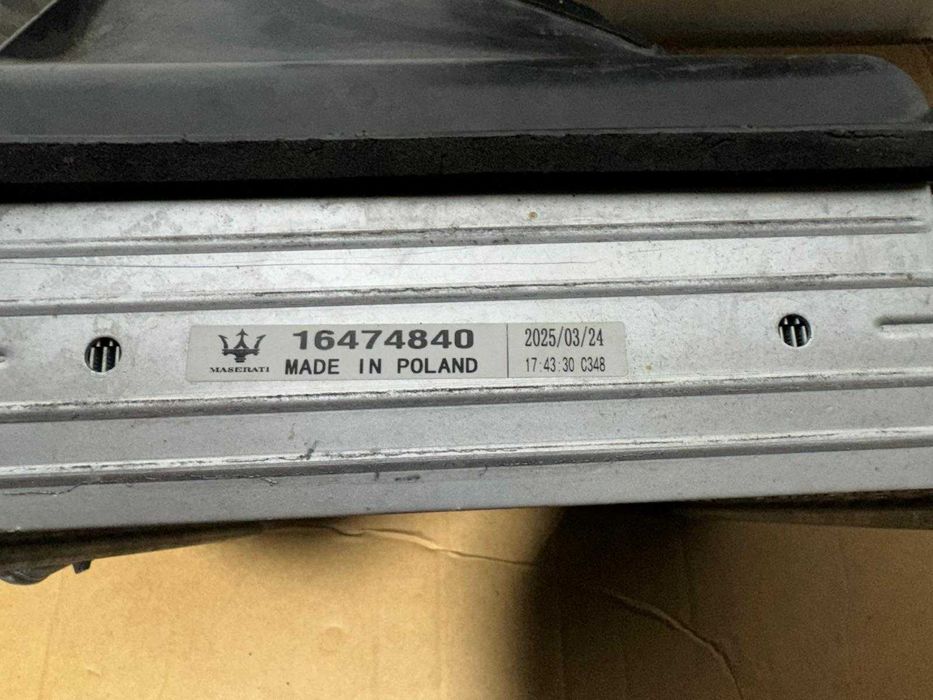 MASERATI
16474840
MADE IN POLAND
2025/03/24
17:43:30 C348